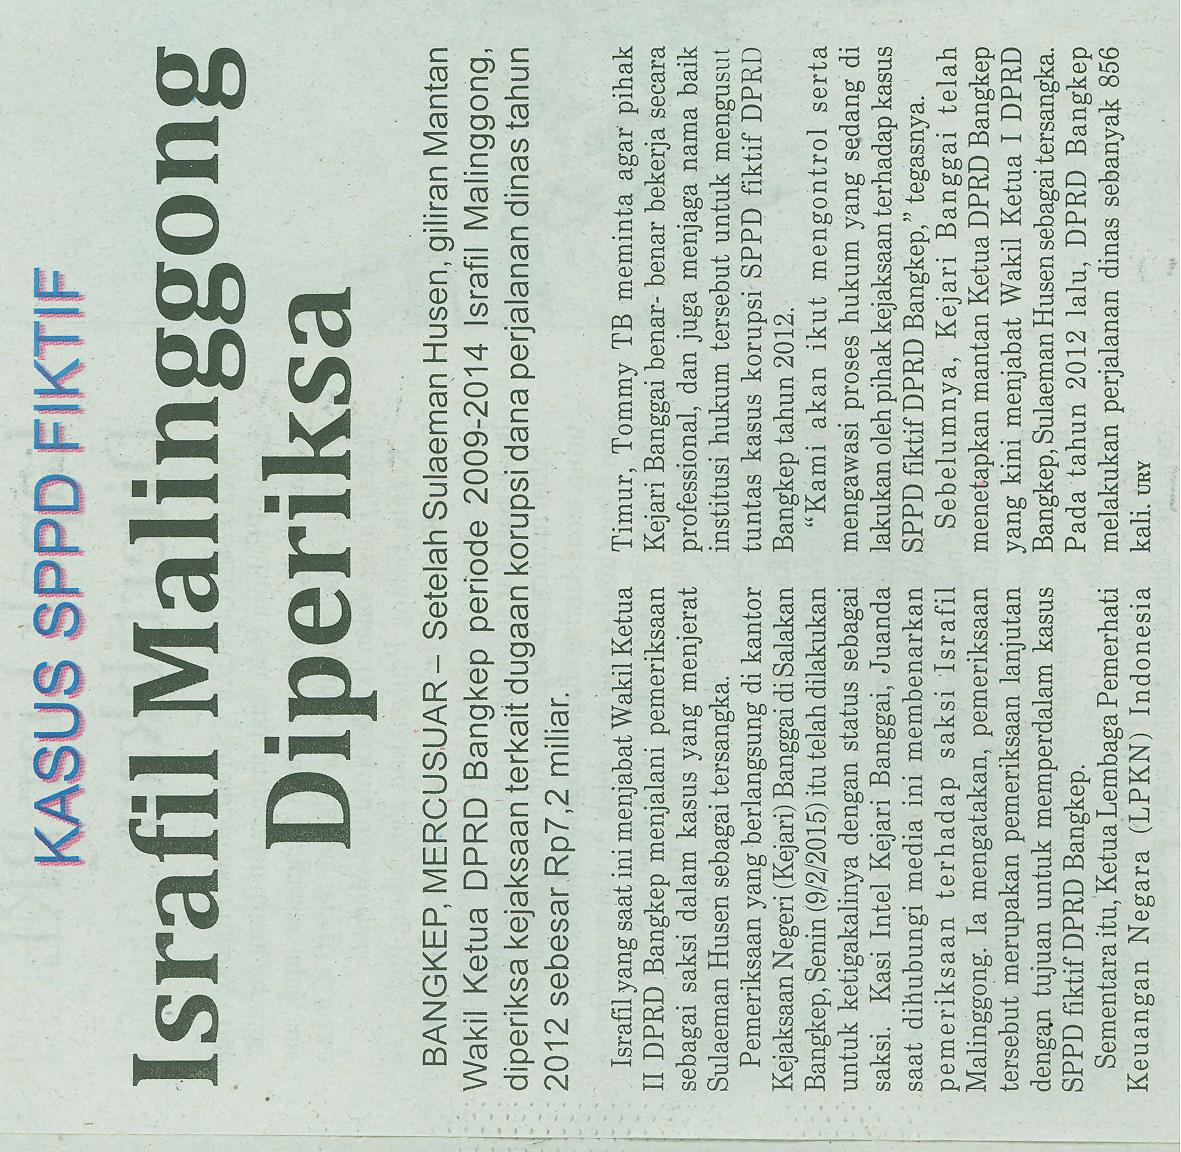 KASUS SPPD FIKTIF
Israfil Malinggong
Diperiksa
BANGKEP, MERCUSUAR – Setelah Sulaeman Husen, giliran Mantan
Wakil Ketua DPRD Bangkep periode 2009-2014 Israfil Malinggong,
diperiksa kejaksaan terkait dugaan korupsi dana perjalanan dinas tahun
2012 sebesar Rp7,2 miliar.
Israfil yang saat ini menjabat Wakil Ketua
II DPRD Bangkep menjalani pemeriksaan
sebagai saksi dalam kasus yang menjerat
Sulaeman Husen sebagai tersangka.
Pemeriksaan yang berlangsung di kantor
Kejaksaan Negeri (Kejari) Banggai di Salakan
Bangkep, Senin (9/2/2015) itu telah dilakukan
untuk ketigakalinya dengan status sebagai
saksi. Kasi Intel Kejari Banggai, Juanda
saat dihubungi media ini membenarkan
pemeriksaan terhadap saksi Israfil
Malinggong. Ia mengatakan, pemeriksaan
tersebut merupakan pemeriksaan lanjutan
dengan tujuan untuk memperdalam kasus
SPPD fiktif DPRD Bangkep.
Sementara itu, Ketua Lembaga Pemerhati
Keuangan Negara (LPKN) Indonesia
Timur, Tommy TB meminta agar pihak
Kejari Banggai benar- benar bekerja secara
professional, dan juga menjaga nama baik
institusi hukum tersebut untuk mengusut
tuntas kasus korupsi SPPD fiktif DPRD
Bangkep tahun 2012.
“Kami akan ikut mengontrol serta
mengawasi proses hukum yang sedang di
lakukan oleh pihak kejaksaan terhadap kasus
SPPD fiktif DPRD Bangkep,” tegasnya.
Sebelumnya, Kejari Banggai telah
menetapkan mantan Ketua DPRD Bangkep
yang kini menjabat Wakil Ketua I DPRD
Bangkep, Sulaeman Husen sebagai tersangka.
Pada tahun 2012 lalu, DPRD Bangkep
melakukan perjalanan dinas sebanyak 856
kali. URY